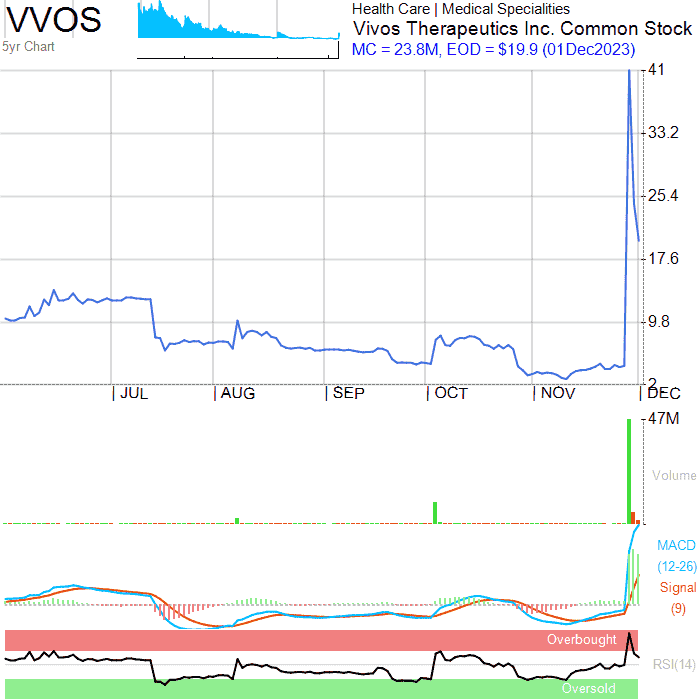 VVOS
5yr Chart
Health Care | Medical Specialities
Vivos Therapeutics Inc. Common Stock
MC = 23.8M, EOD = $19.9 (01Dec2023)
41
33.2
25.4
17.6
9.8
2
JUL
AUG
SEP
OCT
NOV
DEC
47M
Volume
MACD
(12-26)
Signal
(9)
Overbought
RSI(14)
Oversold